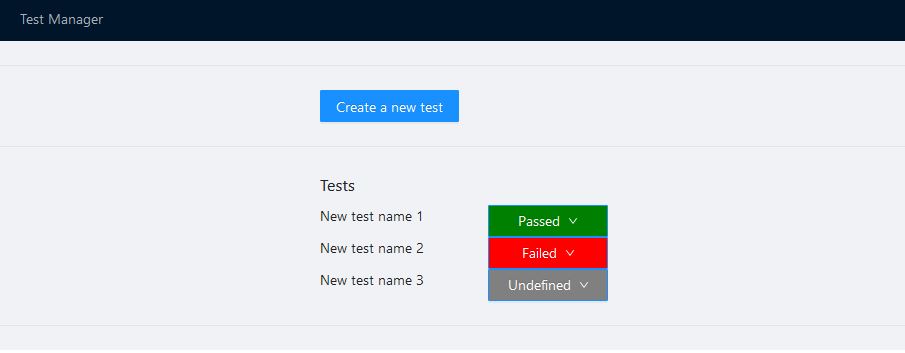 Test Manager
Create a new test
Tests
New test name 1 Passed
New test name 2 Failed
New test name 3 Undefined